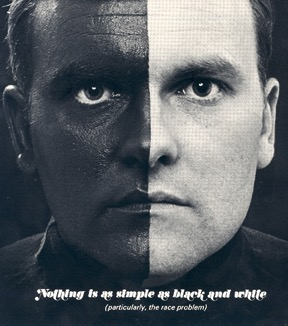 Nothing is as simple as black and white
(particularly, the race problem)